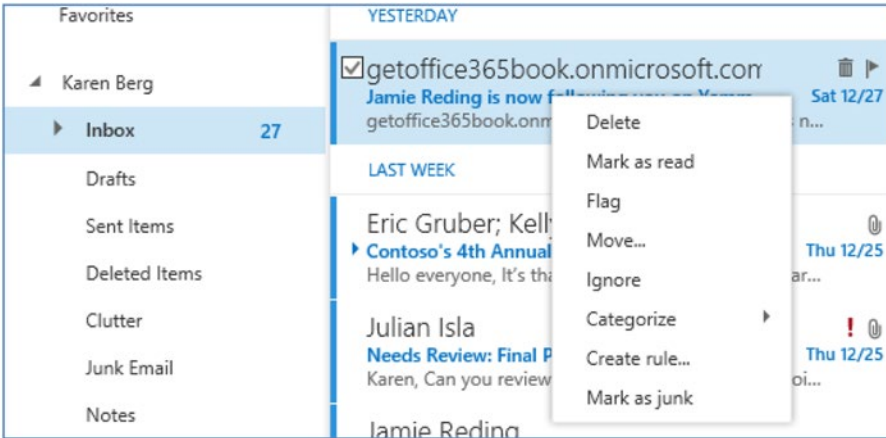 Favorites
Karen Berg
Inbox 27
Drafts
Sent Items
Deleted Items
Clutter
Junk Email
Notes
YESTERDAY
getoffice365book.onmicrosoft.com
Jamie Reding is now following you on Yamm Sat 12/27
getoffice365book.onm n...
LAST WEEK
Eric Gruber; Kelly
Contoso's 4th Annual Thu 12/25
Hello everyone, It's tha ar...
Julian Isla !
Needs Review: Final P Thu 12/25
Karen, Can you review oi...
Jamie Reding
Delete
Mark as read
Flag
Move...
Ignore
Categorize
Create rule...
Mark as junk